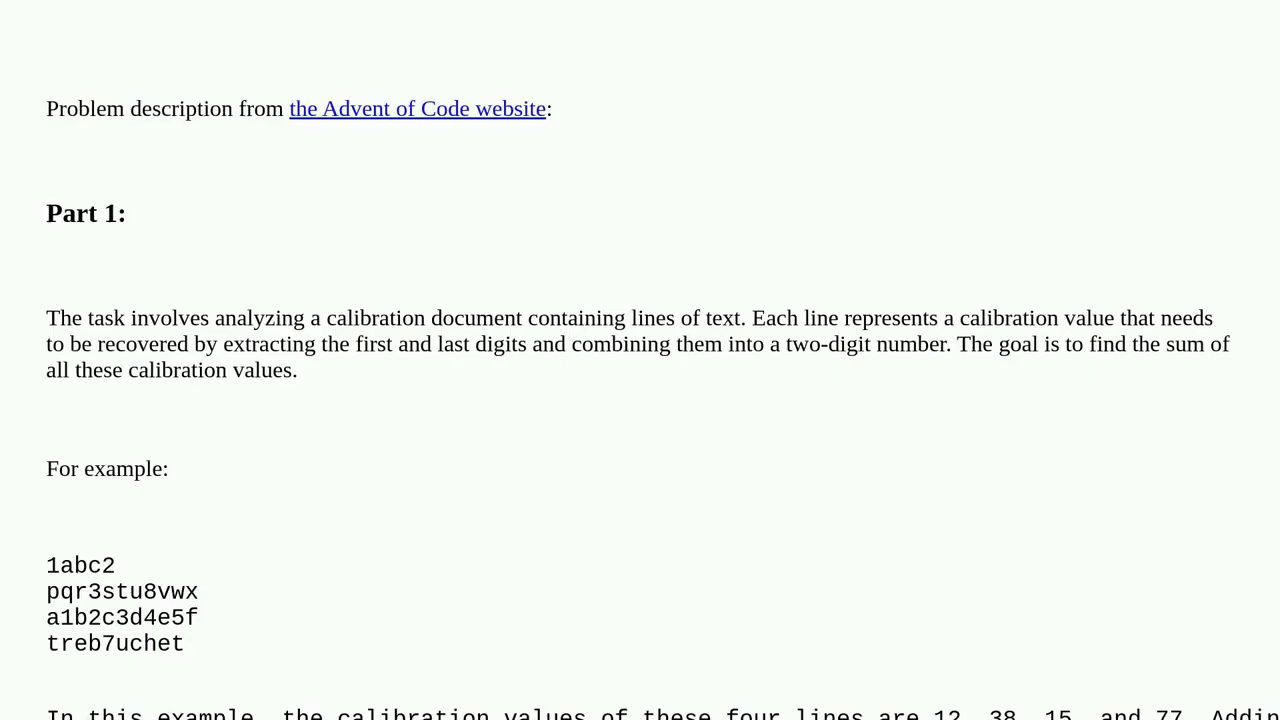 Problem description from the Advent of Code website:
Part 1:
The task involves analyzing a calibration document containing lines of text. Each line represents a calibration value that needs
to be recovered by extracting the first and last digits and combining them into a two-digit number. The goal is to find the sum of
all these calibration values.
For example:
1abc2
pqr3stu8vwx
a1b2c3d4e5f
treb7uchet
In this example, the calibration values of these four lines are 12, 38, 15, and 77. Addin